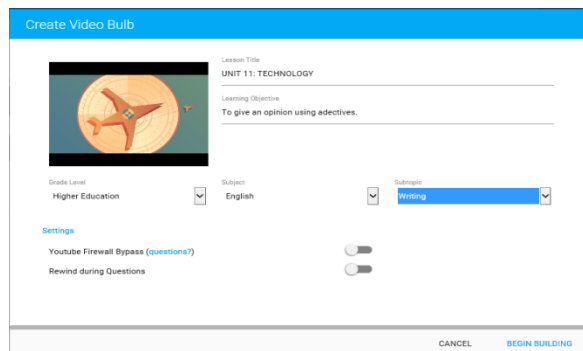 Create Video Bulb
Lesson Title
UNIT 11: TECHNOLOGY
Learning Objective
To give an opinion using adectives.
Grade Level
Higher Education
Subject
English
Subtopic
Writing
Settings
Youtube Firewall Bypass (questions?)
Rewind during Questions
CANCEL BEGIN BUILDING